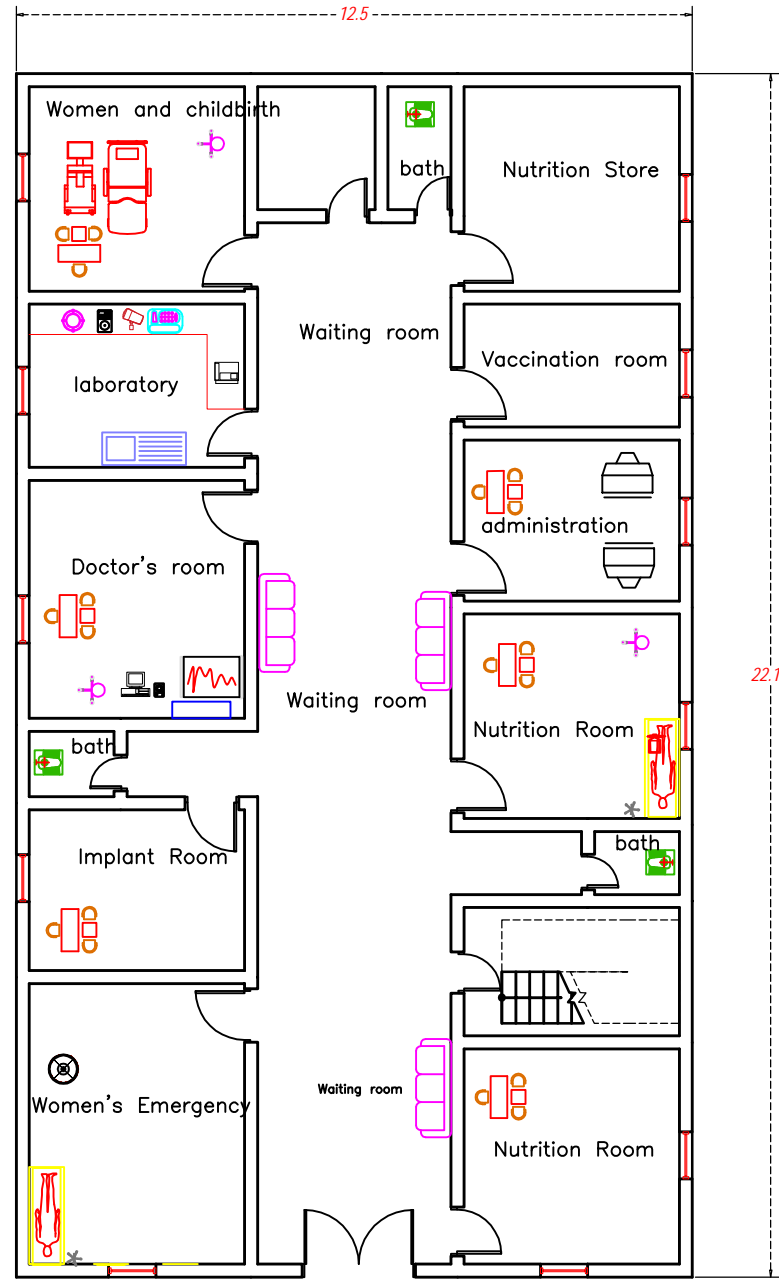 12.5
Women and childbirth
bath
Nutrition Store
Waiting room
Vaccination room
laboratory
administration
Doctor's room
22.1
Waiting room
Nutrition Room
bath
bath
Implant Room
Waiting room
Women's Emergency
Nutrition Room